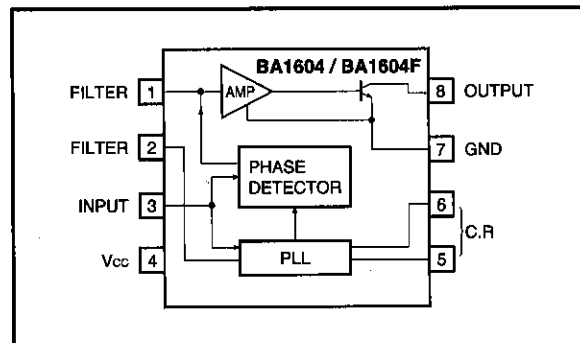 BA1604 / BA1604F
FILTER 1
AMP
8 OUTPUT
FILTER 2
7 GND
PHASE
DETECTOR
INPUT 3
6
C.R
Vcc 4
PLL
5